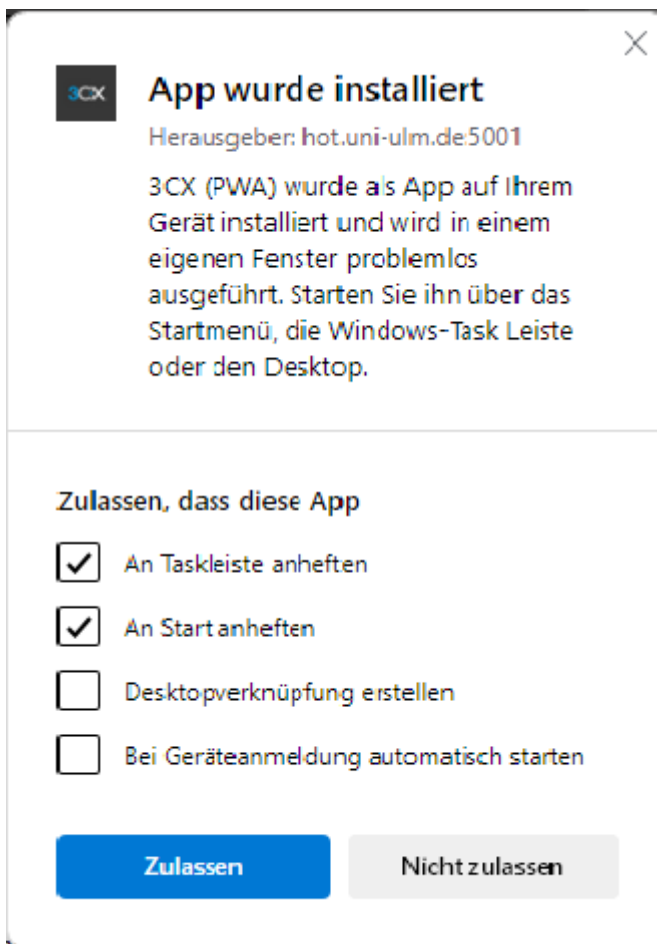 3CX
App wurde installiert
Herausgeber: hot.uni-ulm.de:5001
3CX (PWA) wurde als App auf Ihrem
Gerät installiert und wird in einem
eigenen Fenster problemlos
ausgeführt. Starten Sie ihn über das
Startmenü, die Windows-Task Leiste
oder den Desktop.
Zulassen, dass diese App
An Taskleiste anheften
An Start anheften
Desktopverknüpfung erstellen
Bei Geräteanmeldung automatisch starten
Zulassen
Nicht zulassen